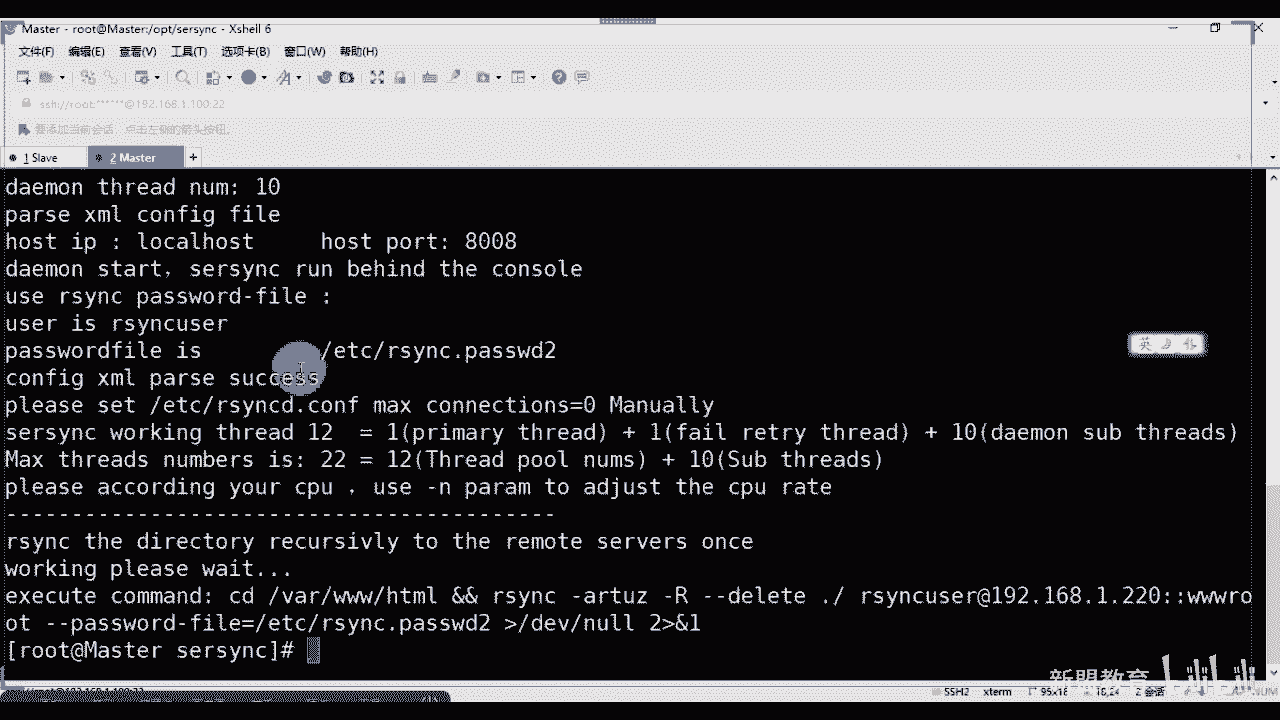 Master - root@Master:/opt/sersync - Xshell 6
文件(F) 编辑(E) 查看(V) 工具(T) 选项卡(B) 窗口(W) 帮助(H)
ssh://root:******@192.168.1.100:22
要添加当前会话，点击左侧的箭头按钮。
1 Slave 2 Master +
daemon thread num: 10
parse xml config file
host ip : localhost host port: 8008
daemon start，sersync run behind the console
use rsync password-file :
user is rsyncuser
passwordfile is /etc/rsync.passwd2
英
config xml parse success
please set /etc/rsyncd.conf max connections=0 Manually
sersync working thread 12 = 1(primary thread) + 1(fail retry thread) + 10(daemon sub threads)
Max threads numbers is: 22 = 12(Thread pool nums) + 10(Sub threads)
please according your cpu ，use -n param to adjust the cpu rate
------------------------------------------
rsync the directory recursivly to the remote servers once
working please wait...
execute command: cd /var/www/html && rsync -artuz -R --delete ./ rsyncuser@192.168.1.220::wwwro
ot --password-file=/etc/rsync.passwd2 >/dev/null 2>&1
[root@Master sersync]#
新盟教育
SSH2 xterm 95x18 18,24 2 会话